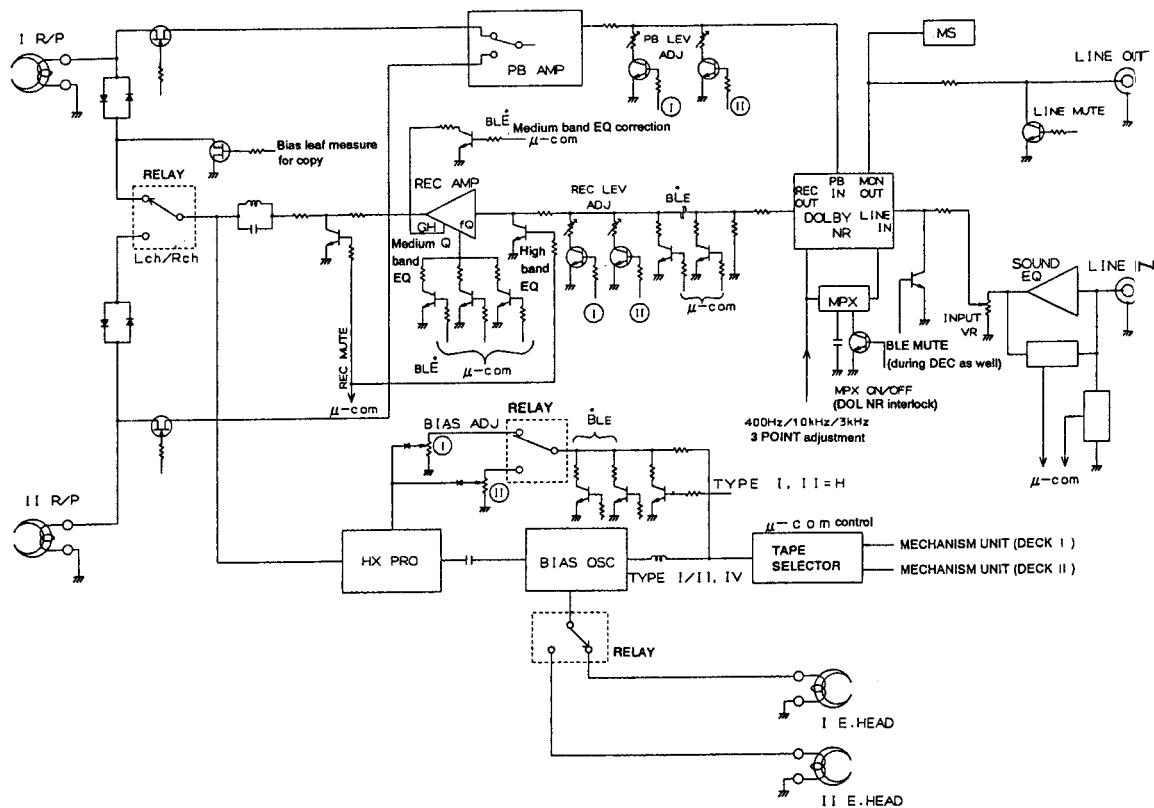 I R/P
MS
PB LEV
ADJ
LINE OUT
PB AMP
I
II
LINE MUTE
BLE
Medium band EQ correction
μ-com
Bias leaf measure
for copy
RELAY
REC AMP
REC LEV
ADJ
BLE
REC
OUT
PB
IN
MON
OUT
DOLBY
NR
LINE
IN
GH
fQ
Medium
band
EQ
Q
High
band
EQ
Lch/Rch
SOUND
EQ
LINE IN
MPX
INPUT
VR
I
II
μ-com
BLE MUTE
(during DEC as well)
REC MUTE
BLE
μ-com
μ-com
MPX ON/OFF
(DOL NR interlock)
RELAY
BIAS ADJ
BLE
400Hz/10kHz/3kHz
3 POINT adjustment
I
μ-com
II
TYPE I, II=H
II R/P
μ-com control
HX PRO
BIAS OSC
TYPE I/II, IV
TAPE
SELECTOR
MECHANISM UNIT (DECK I)
MECHANISM UNIT (DECK II)
RELAY
I E.HEAD
II E.HEAD